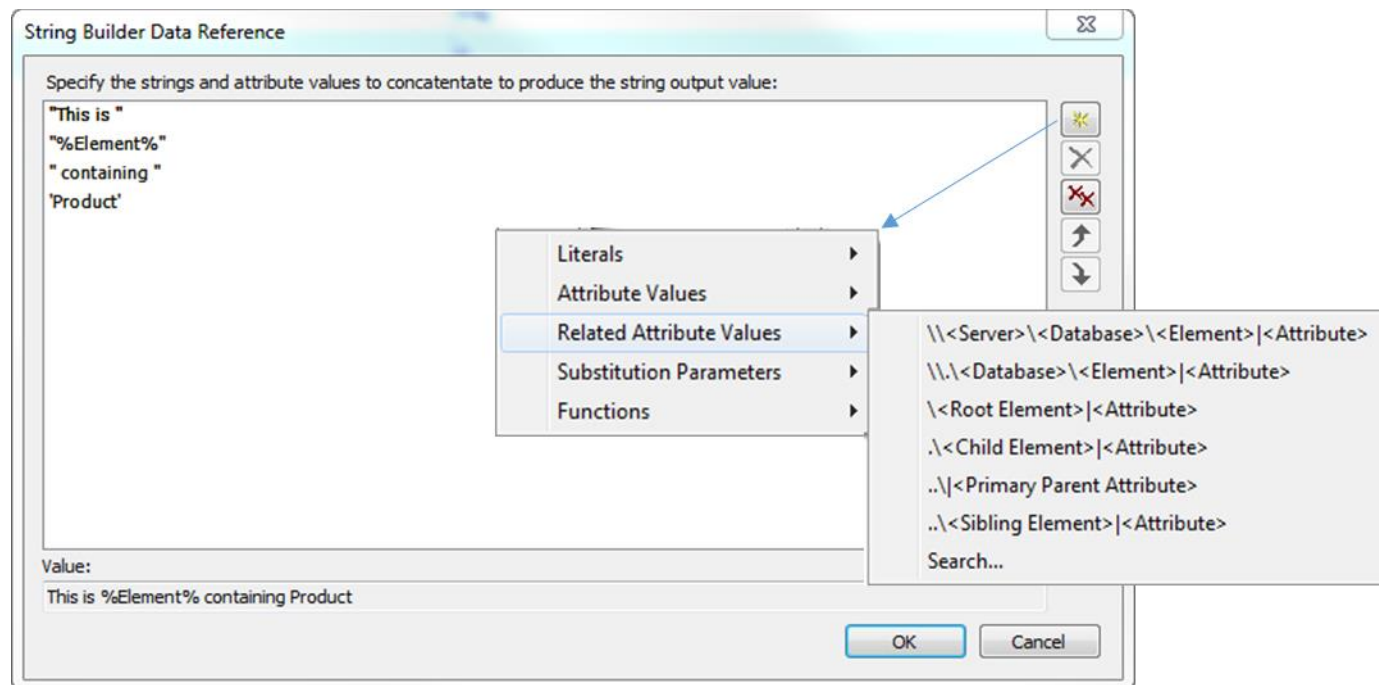 String Builder Data Reference
Specify the strings and attribute values to concatentate to produce the string output value:
"This is "
"%Element%"
" containing "
'Product'
Literals
Attribute Values
Related Attribute Values
Substitution Parameters
Functions
\\<Server>\<Database>\<Element>|<Attribute>
\\.\<Database>\<Element>|<Attribute>
\<Root Element>|<Attribute>
.\<Child Element>|<Attribute>
..\|<Primary Parent Attribute>
..\<Sibling Element>|<Attribute>
Search...
Value:
This is %Element% containing Product
OK
Cancel